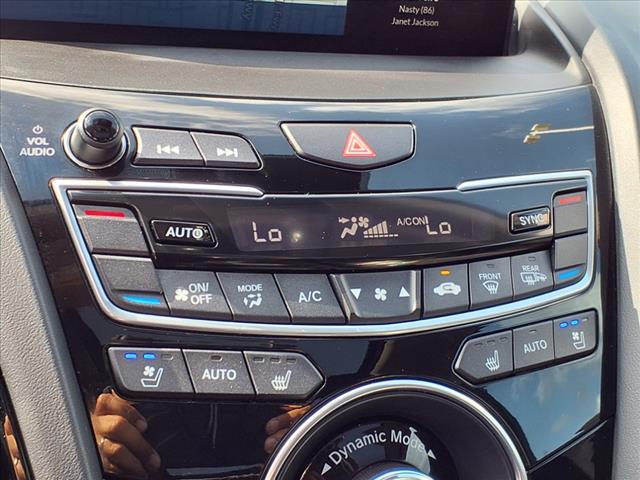 Nasty (86)
Janet Jackson
VOL
AUDIO
AUTO
Lo
A/C ON
Lo
SYNC
ON/
OFF
MODE
A/C
FRONT
REAR
AUTO
AUTO
Dynamic Mode